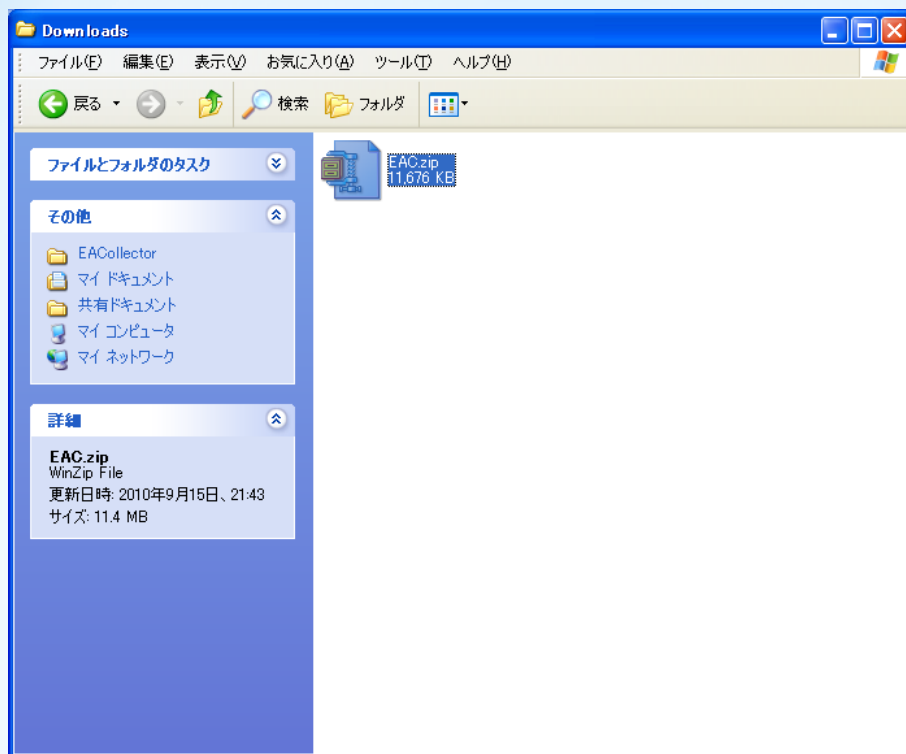 Downloads
ファイル(F) 編集(E) 表示(V) お気に入り(A) ツール(T) ヘルプ(H)
戻る 検索 フォルダ
ファイルとフォルダのタスク
EAC.zip
11,676 KB
その他
EACollector
マイ ドキュメント
共有ドキュメント
マイ コンピュータ
マイ ネットワーク
詳細
EAC.zip
WinZip File
更新日時: 2010年9月15日、21:43
サイズ: 11.4 MB